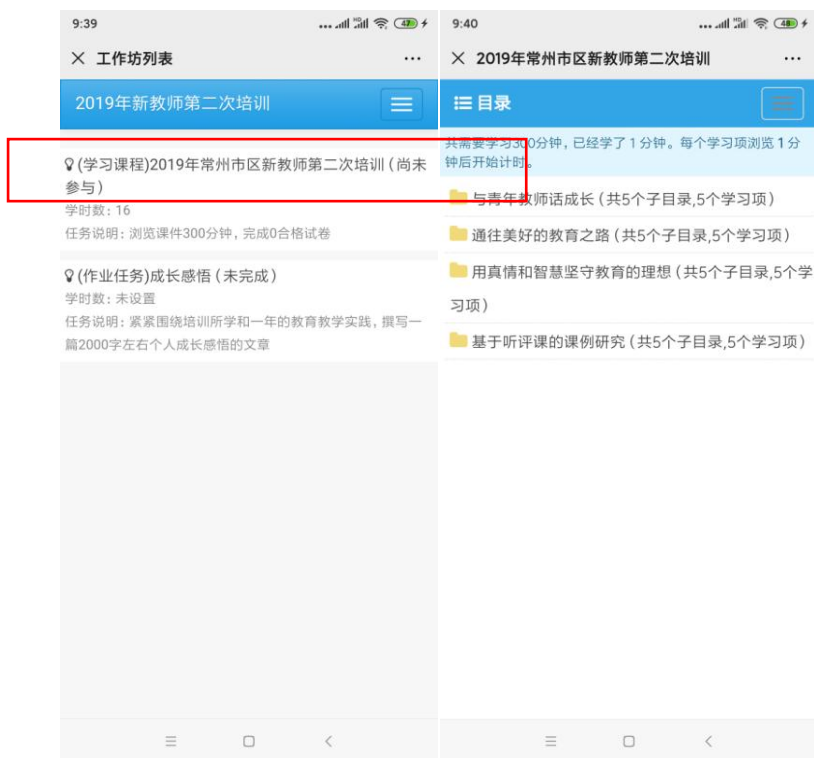 9:39
47
工作坊列表
2019年新教师第二次培训
(学习课程)2019年常州市区新教师第二次培训(尚未
参与)
学时数: 16
任务说明: 浏览课件300分钟, 完成0合格试卷
(作业任务)成长感悟(未完成)
学时数: 未设置
任务说明: 紧紧围绕培训所学和一年的教育教学实践, 撰写一
篇2000字左右个人成长感悟的文章
9:40
48
2019年常州市区新教师第二次培训
目录
共需要学习300分钟, 已经学了1分钟。每个学习项浏览1分
钟后开始计时。
与青年教师话成长(共5个子目录,5个学习项)
通往美好的教育之路(共5个子目录,5个学习项)
用真情和智慧坚守教育的理想(共5个子目录,5个学
习项)
基于听评课的课例研究(共5个子目录,5个学习项)